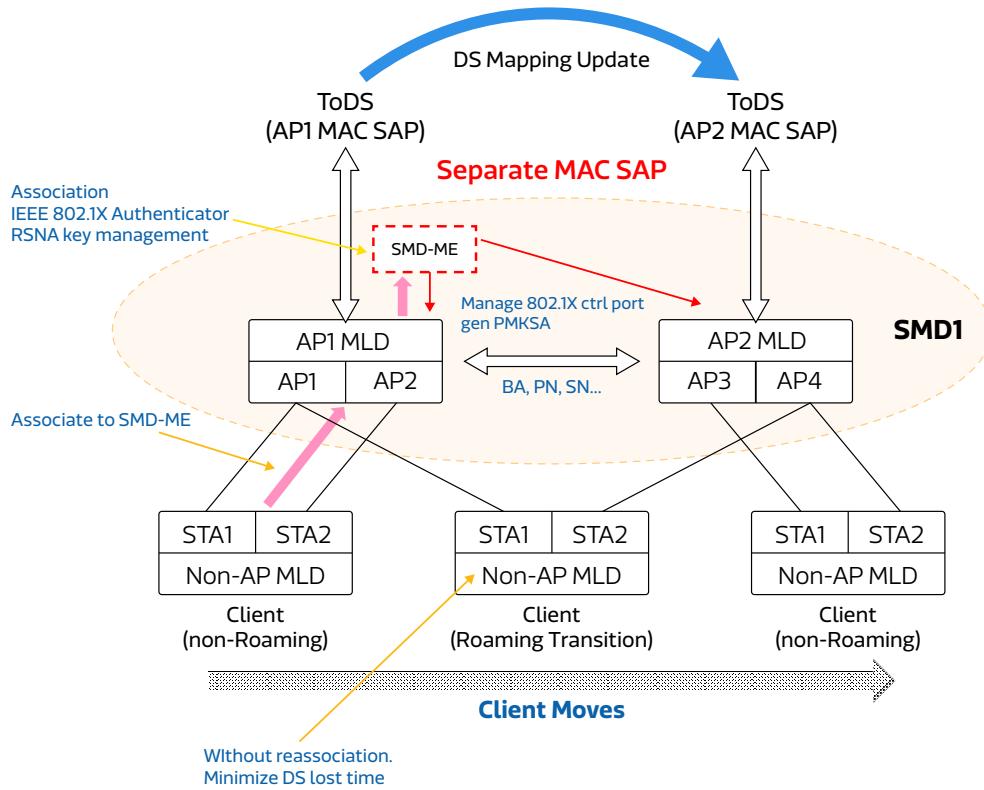 DS Mapping Update
ToDS
(AP1 MAC SAP)
ToDS
(AP2 MAC SAP)
Separate MAC SAP
Association
IEEE 802.1X Authenticator
RSNA key management
SMD-ME
Manage 802.1X ctrl port
gen PMKSA
SMD1
AP1 MLD
AP1
AP2
BA, PN, SN...
AP2 MLD
AP3
AP4
Associate to SMD-ME
STA1
STA2
Non-AP MLD
Client
(non-Roaming)
STA1
STA2
Non-AP MLD
Client
(Roaming Transition)
STA1
STA2
Non-AP MLD
Client
(non-Roaming)
Client Moves
WIthout reassociation.
Minimize DS lost time